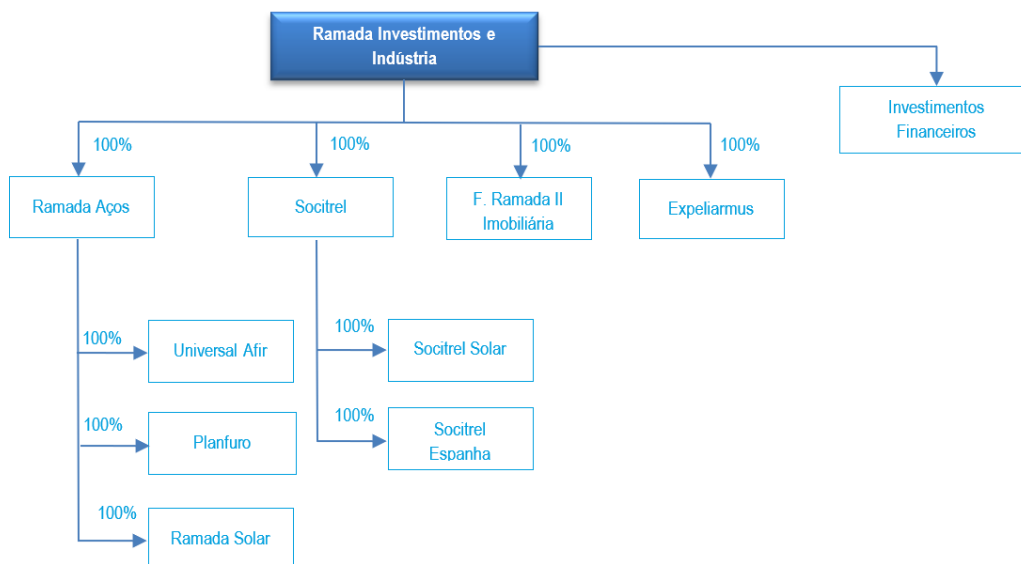 Ramada Investimentos e
Indústria
Investimentos
Financeiros
100%
100%
100%
100%
Ramada Aços
Socitrel
F. Ramada II
Imobiliária
Expeliarmus
100%
Universal Afir
100%
Socitrel Solar
100%
Planfuro
100%
Socitrel
Espanha
100%
Ramada Solar